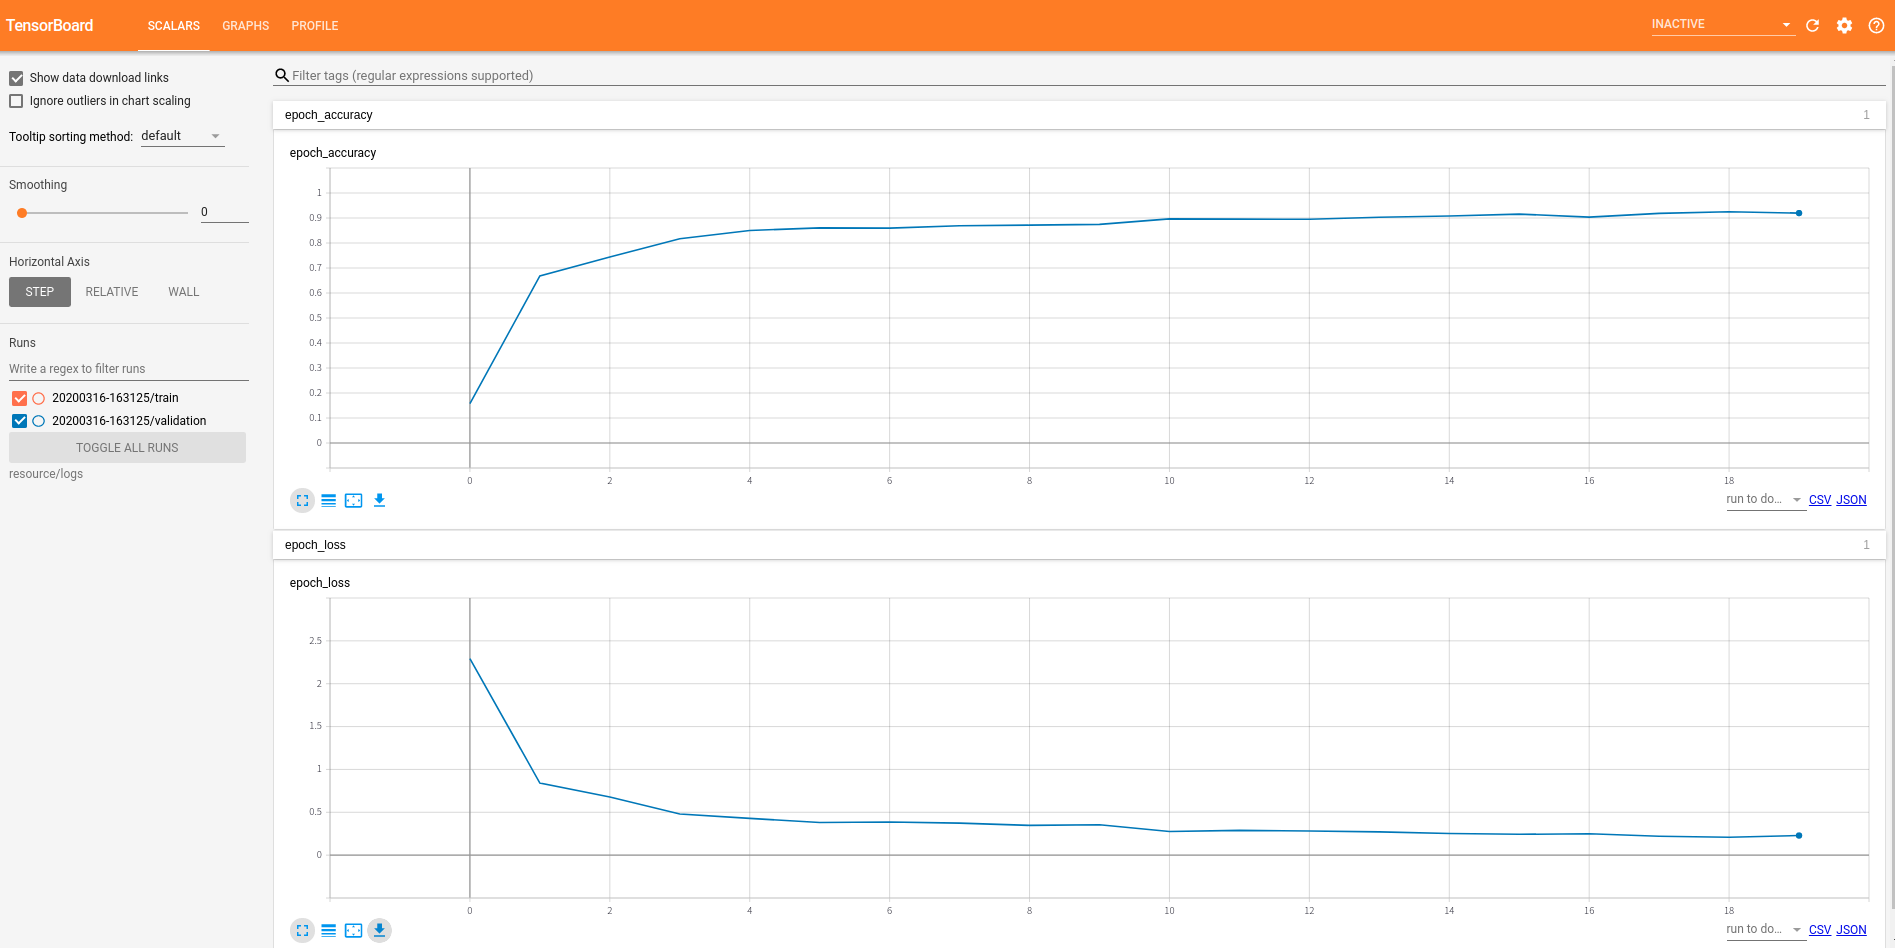 TensorBoard SCALARS GRAPHS PROFILE INACTIVE
Show data download links
Ignore outliers in chart scaling
Tooltip sorting method: default
Smoothing
0
Horizontal Axis
STEP RELATIVE WALL
Runs
Write a regex to filter runs
20200316-163125/train
20200316-163125/validation
TOGGLE ALL RUNS
resource/logs
Filter tags (regular expressions supported)
epoch_accuracy 1
epoch_accuracy
1
0.9
0.8
0.7
0.6
0.5
0.4
0.3
0.2
0.1
0
0 2 4 6 8 10 12 14 16 18
run to do... CSV JSON
epoch_loss 1
epoch_loss
2.5
2
1.5
1
0.5
0
0 2 4 6 8 10 12 14 16 18
run to do... CSV JSON